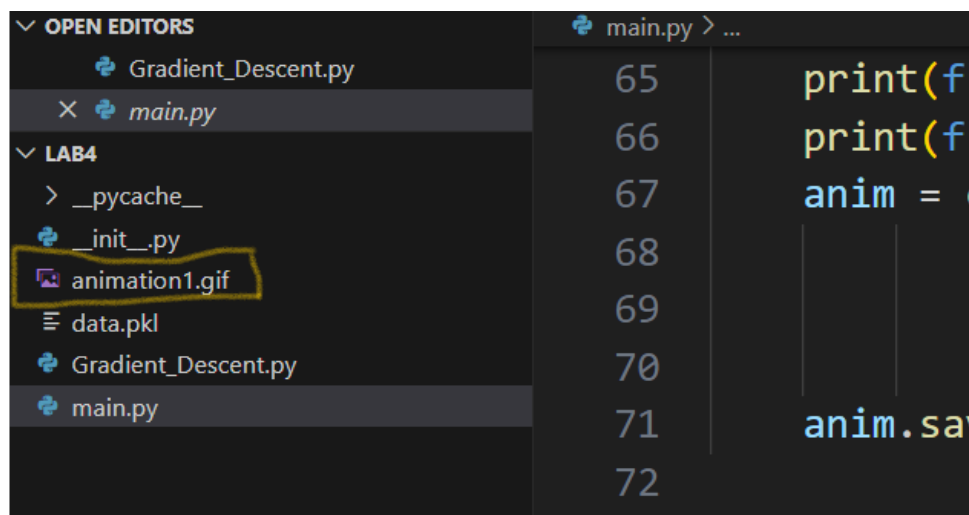 OPEN EDITORS
Gradient_Descent.py
main.py
LAB4
__pycache__
__init__.py
animation1.gif
data.pkl
Gradient_Descent.py
main.py
main.py > ...
65 print(f
66 print(f
67 anim =
68
69
70
71 anim.sav
72